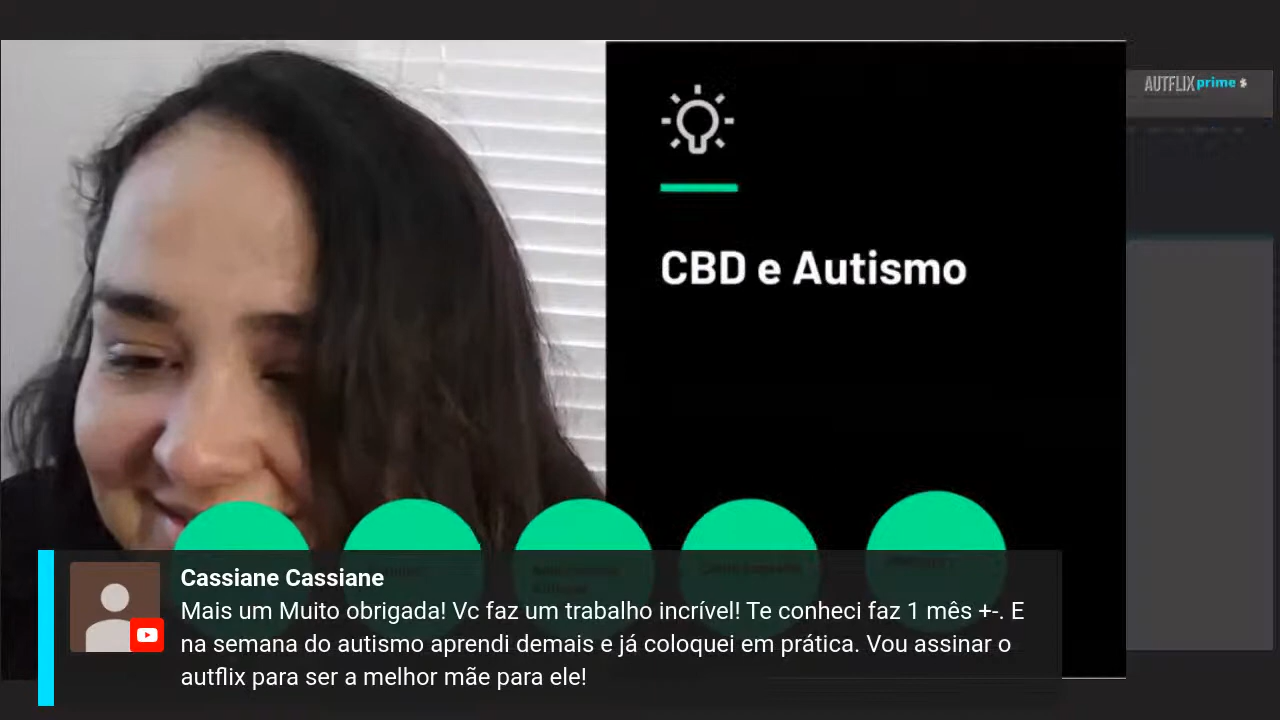 AUTFLIX prime
CBD e Autismo
Cassiane Cassiane
Mais um Muito obrigada! Vc faz um trabalho incrível! Te conheci faz 1 mês +-. E
na semana do autismo aprendi demais e já coloquei em prática. Vou assinar o
autflix para ser a melhor mãe para ele!